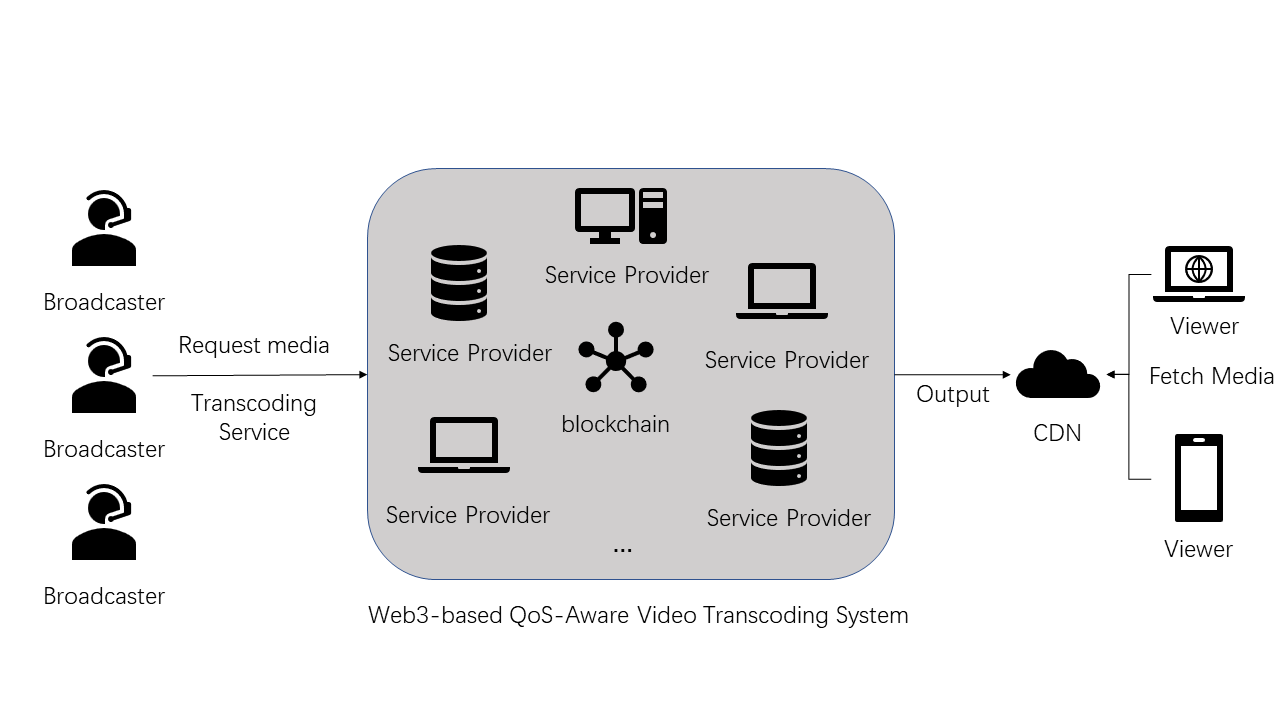 Broadcaster
Broadcaster
Broadcaster
Request media
Transcoding
Service
Service Provider
Service Provider
Service Provider
blockchain
Service Provider
Service Provider
...
Web3-based QoS-Aware Video Transcoding System
Output
CDN
Viewer
Fetch Media
Viewer